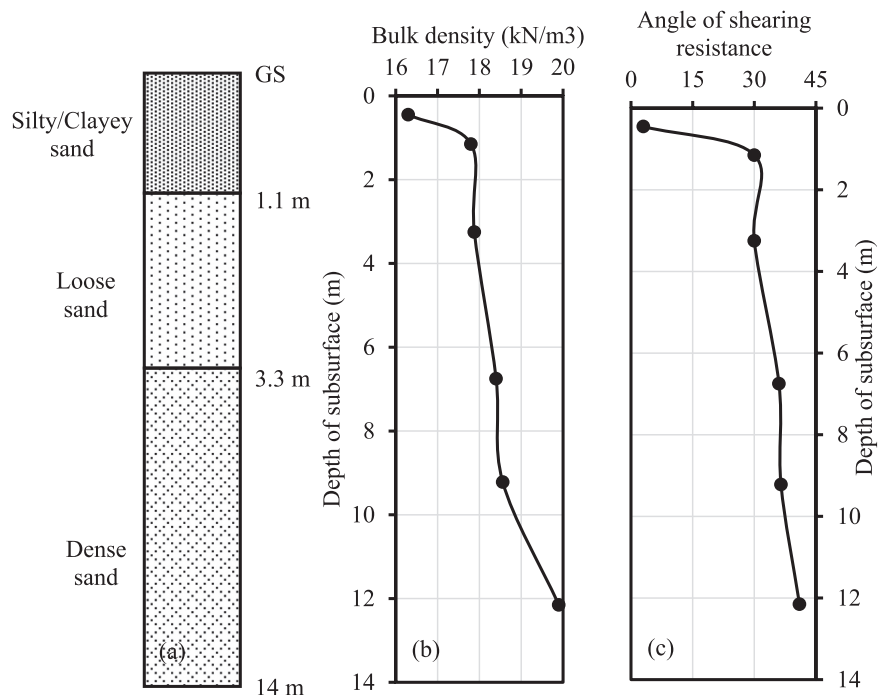 GS
Silty/Clayey
sand
1.1 m
Loose
sand
3.3 m
Dense
sand
(a)
14 m
Bulk density (kN/m3)
16 17 18 19 20
0
2
4
6
8
10
12
14
Depth of subsurface (m)
(b)
Angle of shearing
resistance
0 15 30 45
0
2
4
6
8
10
12
14
Depth of subsurface (m)
(c)